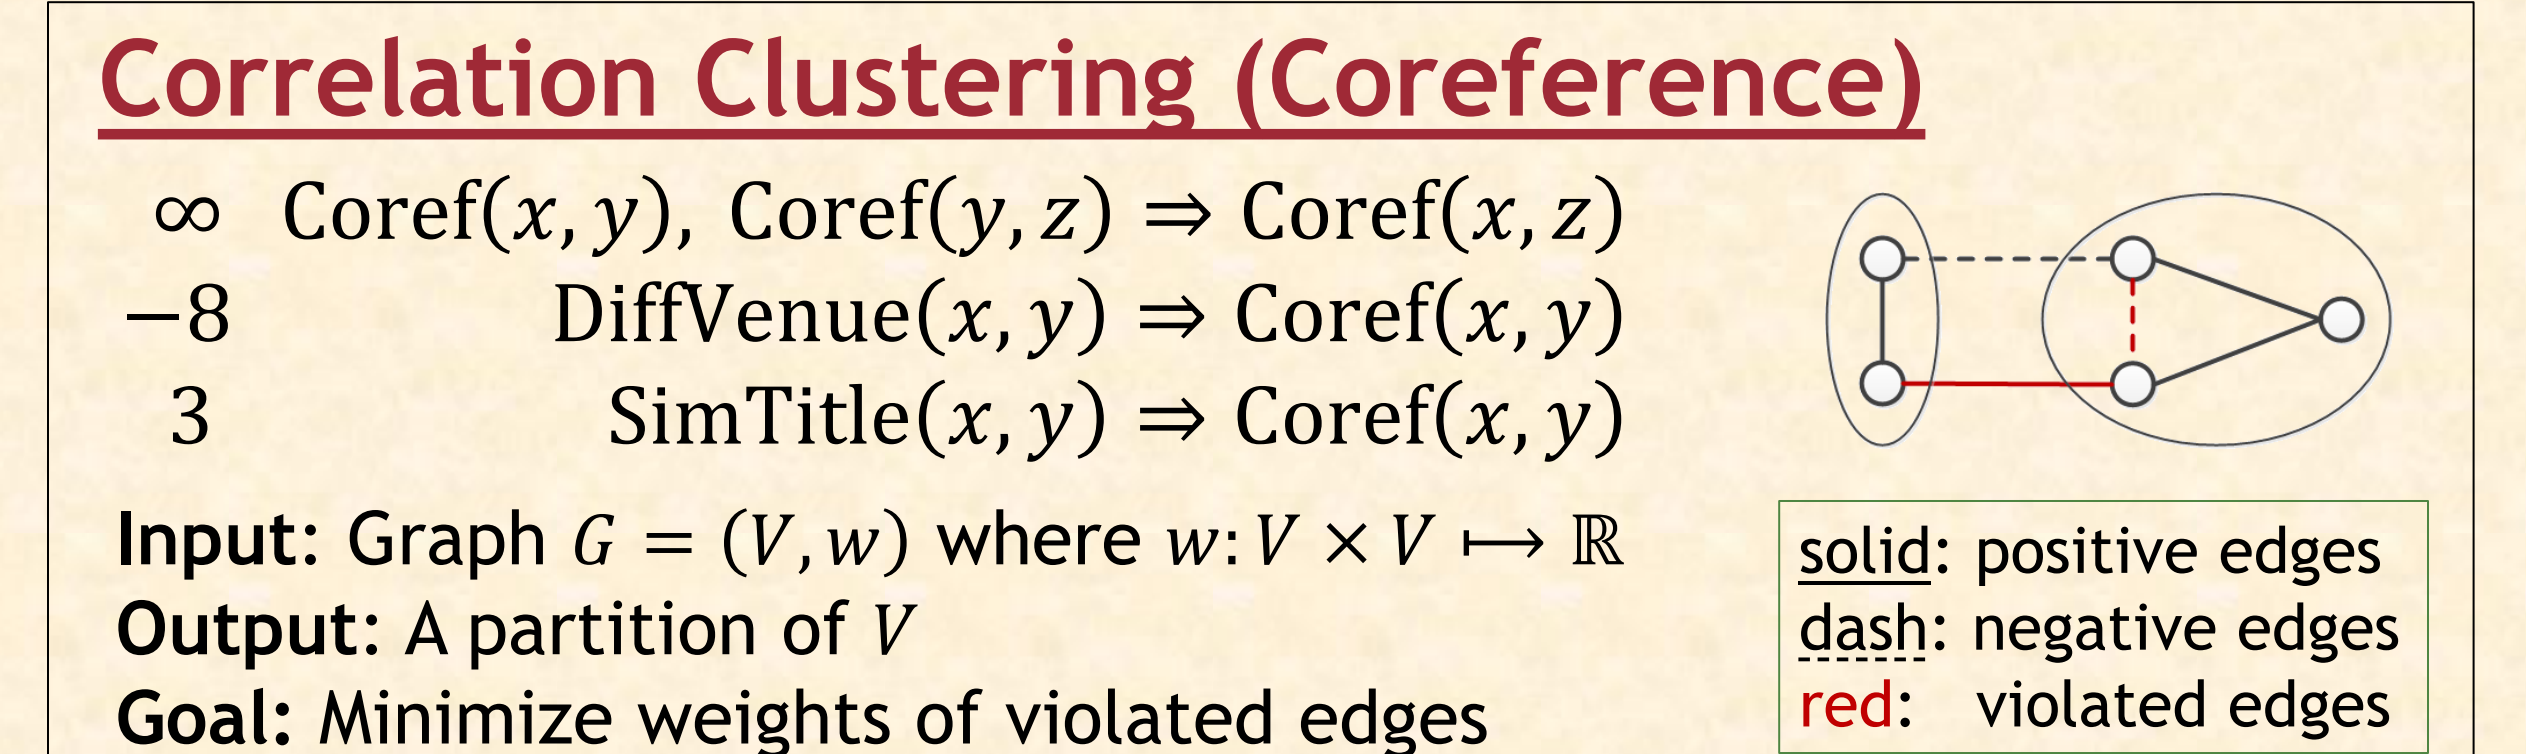 Correlation Clustering (Coreference)
∞ Coref(x, y), Coref(y, z) ⇒ Coref(x, z)
−8 DiffVenue(x, y) ⇒ Coref(x, y)
3 SimTitle(x, y) ⇒ Coref(x, y)
Input: Graph G = (V, w) where w: V × V ⟼ ℝ
Output: A partition of V
Goal: Minimize weights of violated edges
solid: positive edges
dash: negative edges
red: violated edges